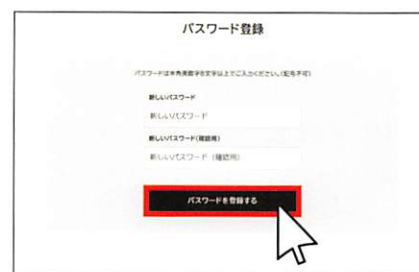 パスワード登録
パスワードは半角英数字8文字以上でご入力ください。(記号不可)
新しいパスワード
新しいパスワード
新しいパスワード(確認用)
新しいパスワード (確認用)
パスワードを登録する